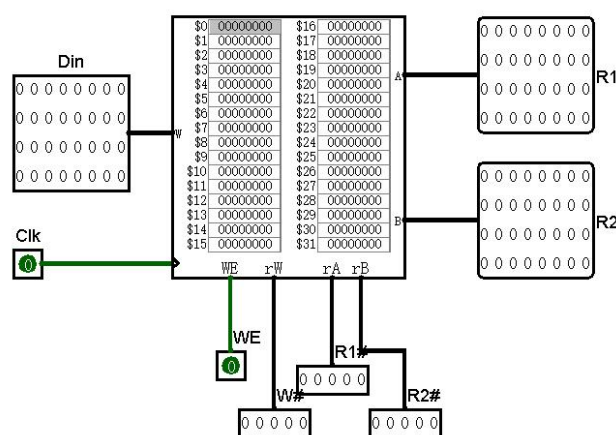 $0 00000000 $16 00000000
$1 00000000 $17 00000000
$2 00000000 $18 00000000
$3 00000000 $19 00000000
$4 00000000 $20 00000000
$5 00000000 $21 00000000
$6 00000000 $22 00000000
$7 00000000 $23 00000000
$8 00000000 $24 00000000
$9 00000000 $25 00000000
$10 00000000 $26 00000000
$11 00000000 $27 00000000
$12 00000000 $28 00000000
$13 00000000 $29 00000000
$14 00000000 $30 00000000
$15 00000000 $31 00000000
Din
0 0 0 0 0 0 0 0
0 0 0 0 0 0 0 0
0 0 0 0 0 0 0 0
0 0 0 0 0 0 0 0
W
A
0 0 0 0 0 0 0 0
0 0 0 0 0 0 0 0
0 0 0 0 0 0 0 0
0 0 0 0 0 0 0 0
R1
B
0 0 0 0 0 0 0 0
0 0 0 0 0 0 0 0
0 0 0 0 0 0 0 0
0 0 0 0 0 0 0 0
R2
Clk
0
WE rW rA rB
WE
0
R1#
0 0 0 0 0
W#
0 0 0 0 0
R2#
0 0 0 0 0